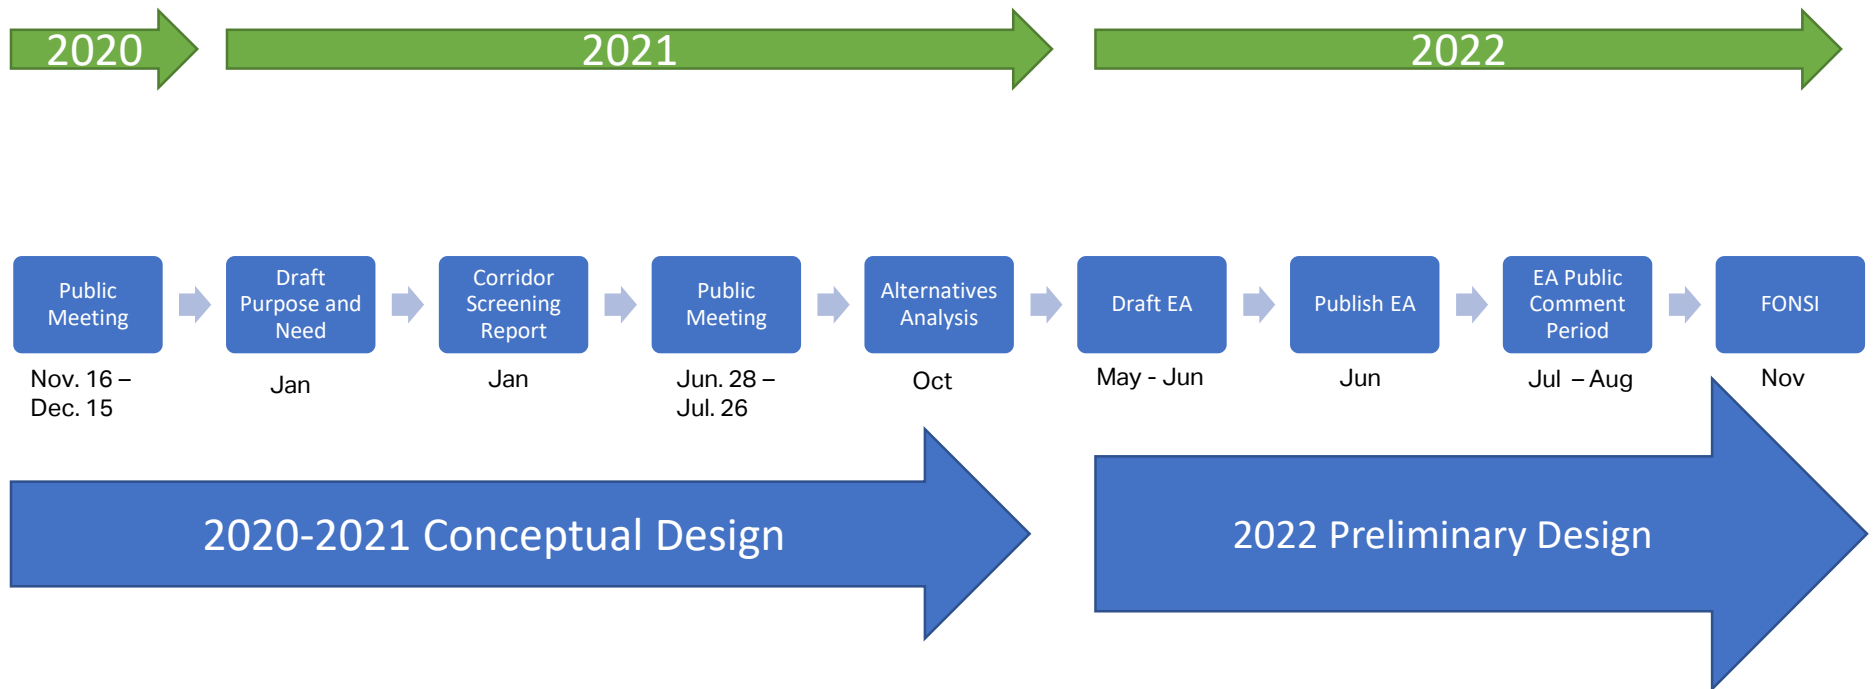 2020
2021
2022
Public
Meeting
Draft
Purpose and
Need
Corridor
Screening
Report
Public
Meeting
Alternatives
Analysis
Draft EA
Publish EA
EA Public
Comment
Period
FONSI
Nov. 16 –
Dec. 15
Jan
Jan
Jun. 28 –
Jul. 26
Oct
May - Jun
Jun
Jul – Aug
Nov
2020-2021 Conceptual Design
2022 Preliminary Design